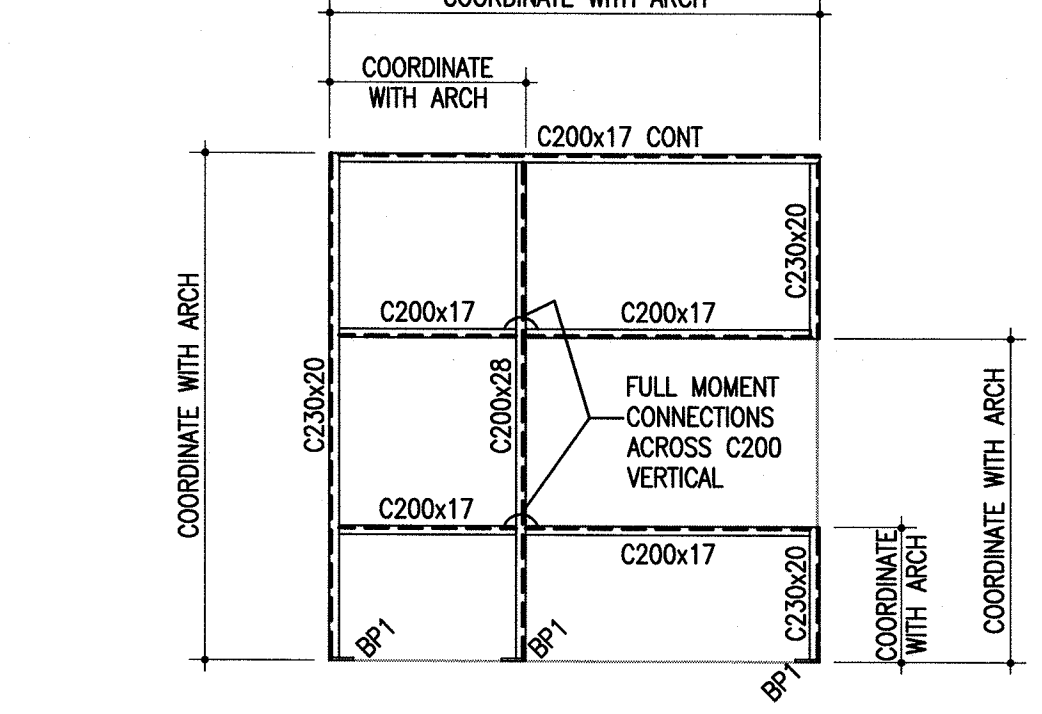 COORDINATE WITH ARCH
COORDINATE
WITH ARCH
C200x17 CONT
C230x20
C200x17
C200x17
COORDINATE WITH ARCH
C230x20
C200x28
FULL MOMENT
CONNECTIONS
ACROSS C200
VERTICAL
COORDINATE WITH ARCH
C200x17
C200x17
C230x20
COORDINATE
WITH ARCH
BP1
BP1
BP1